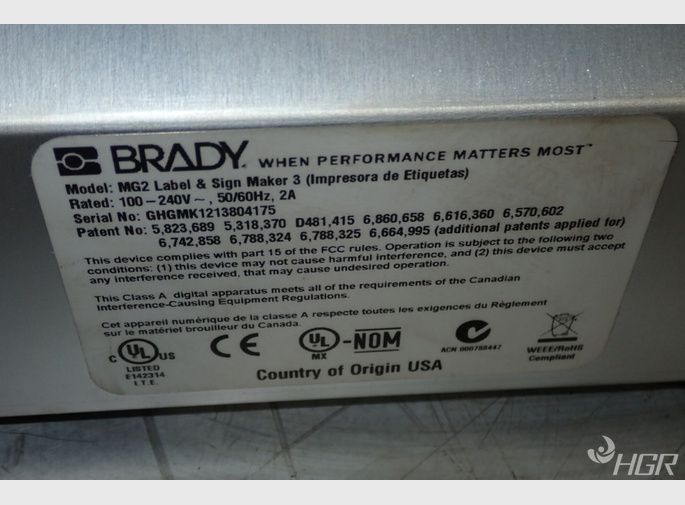 BRADY. WHEN PERFORMANCE MATTERS MOST™
Model: MG2 Label & Sign Maker 3 (Impresora de Etiquetas)
Rated: 100-240V~, 50/60Hz, 2A
Serial No: GHGMK1213804175
Patent No: 5,823,689 5,318,370 D481,415 6,860,658 6,616,360 6,570,602
6,742,858 6,788,324 6,788,325 6,664,995 (additional patents applied for)
This device complies with part 15 of the FCC rules. Operation is subject to the following two
conditions: (1) this device may not cause harmful interference, and (2) this device must accept
any interference received, that may cause undesired operation.
This Class A digital apparatus meets all of the requirements of the Canadian
Interference-Causing Equipment Regulations.
Cet appareil numérique de la classe A respecte toutes les exigences du Règlement
sur le matériel brouilleur du Canada.
C UL US
LISTED
E142314
I.T.E.
CE
UL
MX
-NOM
ACN 000788447
WEEE/RoHS
Compliant
Country of Origin USA
HGR